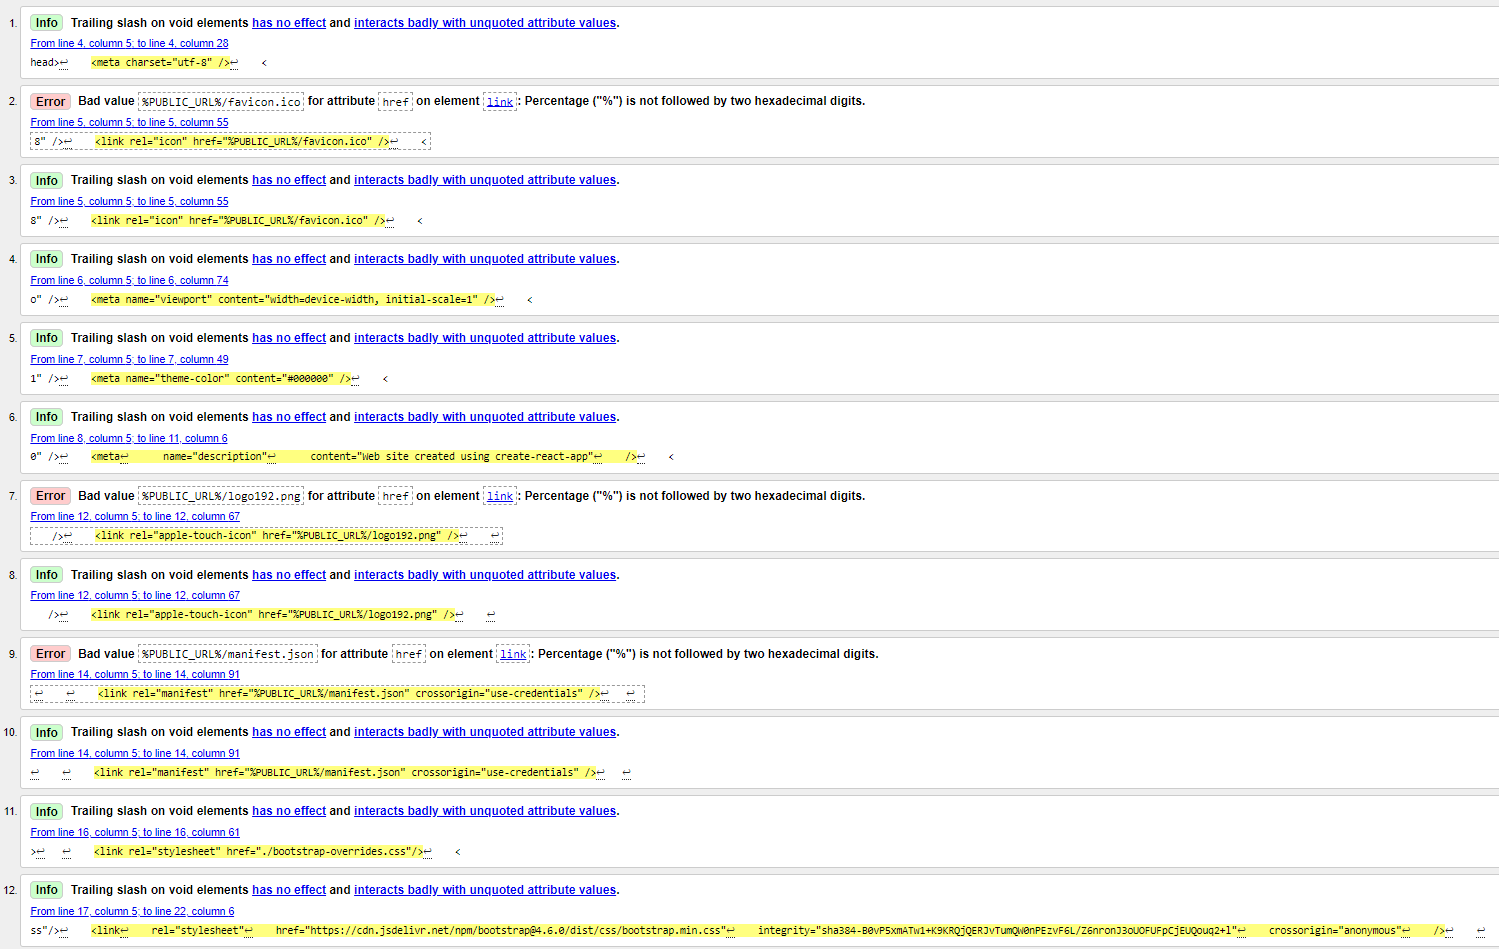 1. Info Trailing slash on void elements has no effect and interacts badly with unquoted attribute values.
From line 4, column 5; to line 4, column 28
head>↩ <meta charset="utf-8" />↩ <
2. Error Bad value %PUBLIC_URL%/favicon.ico for attribute href on element link: Percentage ("%") is not followed by two hexadecimal digits.
From line 5, column 5; to line 5, column 55
8" />↩ <link rel="icon" href="%PUBLIC_URL%/favicon.ico" />↩ <
3. Info Trailing slash on void elements has no effect and interacts badly with unquoted attribute values.
From line 5, column 5; to line 5, column 55
8" />↩ <link rel="icon" href="%PUBLIC_URL%/favicon.ico" />↩ <
4. Info Trailing slash on void elements has no effect and interacts badly with unquoted attribute values.
From line 6, column 5; to line 6, column 74
o" />↩ <meta name="viewport" content="width=device-width, initial-scale=1" />↩ <
5. Info Trailing slash on void elements has no effect and interacts badly with unquoted attribute values.
From line 7, column 5; to line 7, column 49
1" />↩ <meta name="theme-color" content="#000000" />↩ <
6. Info Trailing slash on void elements has no effect and interacts badly with unquoted attribute values.
From line 8, column 5; to line 11, column 6
0" />↩ <meta↩ name="description"↩ content="Web site created using create-react-app"↩ />↩ <
7. Error Bad value %PUBLIC_URL%/logo192.png for attribute href on element link: Percentage ("%") is not followed by two hexadecimal digits.
From line 12, column 5; to line 12, column 67
/>↩ <link rel="apple-touch-icon" href="%PUBLIC_URL%/logo192.png" />↩ ↩
8. Info Trailing slash on void elements has no effect and interacts badly with unquoted attribute values.
From line 12, column 5; to line 12, column 67
/>↩ <link rel="apple-touch-icon" href="%PUBLIC_URL%/logo192.png" />↩ ↩
9. Error Bad value %PUBLIC_URL%/manifest.json for attribute href on element link: Percentage ("%") is not followed by two hexadecimal digits.
From line 14, column 5; to line 14, column 91
↩ ↩ <link rel="manifest" href="%PUBLIC_URL%/manifest.json" crossorigin="use-credentials" />↩ ↩
10. Info Trailing slash on void elements has no effect and interacts badly with unquoted attribute values.
From line 14, column 5; to line 14, column 91
↩ ↩ <link rel="manifest" href="%PUBLIC_URL%/manifest.json" crossorigin="use-credentials" />↩ ↩
11. Info Trailing slash on void elements has no effect and interacts badly with unquoted attribute values.
From line 16, column 5; to line 16, column 61
>↩ ↩ <link rel="stylesheet" href="./bootstrap-overrides.css"/>↩ <
12. Info Trailing slash on void elements has no effect and interacts badly with unquoted attribute values.
From line 17, column 5; to line 22, column 6
ss"/>↩ <link↩ rel="stylesheet"↩ href="https://cdn.jsdelivr.net/npm/bootstrap@4.6.0/dist/css/bootstrap.min.css"↩ integrity="sha384-B0vP5xmATw1+K9KRQjQERJvTumQW0nPEzvF6L/Z6nronJ3oUOFUFpCjEUQouq2+l"↩ crossorigin="anonymous"↩ />↩ ↩